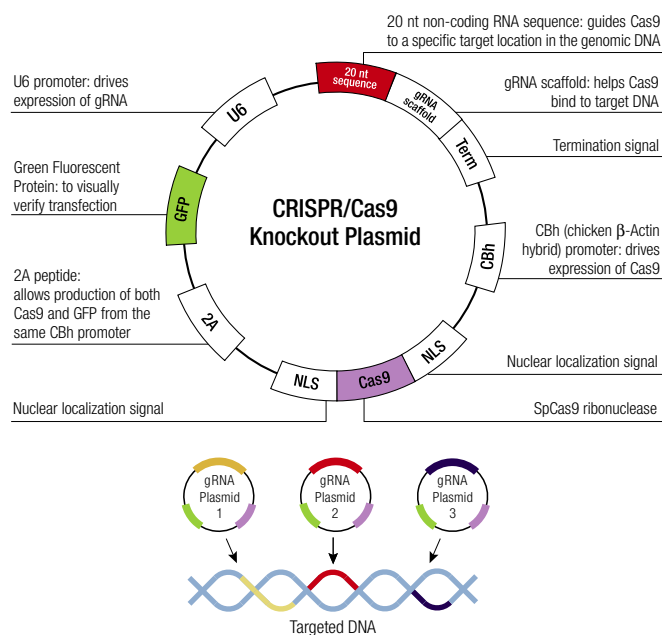 20 nt non-coding RNA sequence: guides Cas9
to a specific target location in the genomic DNA
U6 promoter: drives
expression of gRNA
gRNA scaffold: helps Cas9
bind to target DNA
Termination signal
Green Fluorescent
Protein: to visually
verify transfection
CBh (chicken β-Actin
hybrid) promoter: drives
expression of Cas9
2A peptide:
allows production of both
Cas9 and GFP from the
same CBh promoter
Nuclear localization signal
Nuclear localization signal
SpCas9 ribonuclease
20 nt
sequence
gRNA
scaffold
Term
CBh
NLS
Cas9
NLS
2A
GFP
U6
CRISPR/Cas9
Knockout Plasmid
gRNA
Plasmid
1
gRNA
Plasmid
2
gRNA
Plasmid
3
Targeted DNA